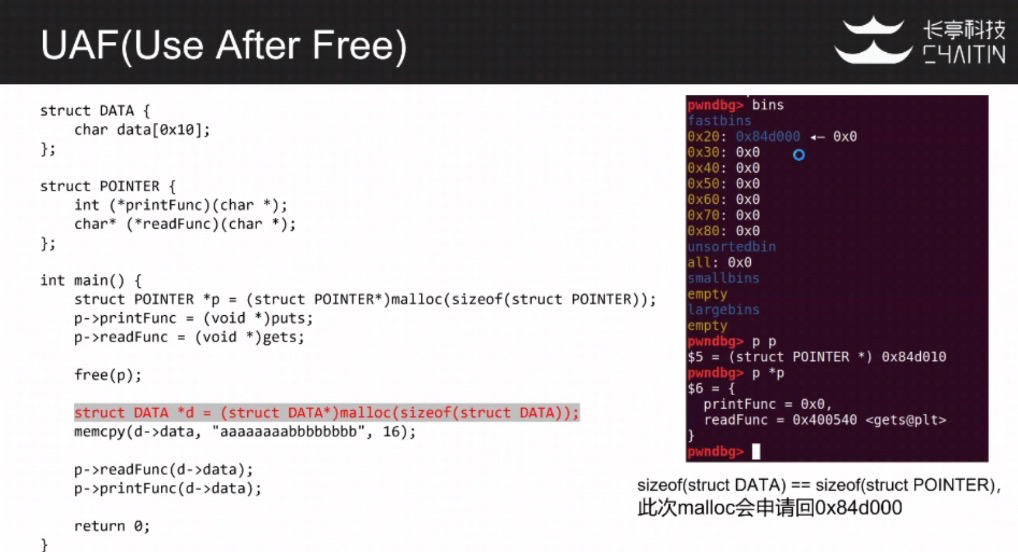 UAF(Use After Free)
长亭科技
CHAITIN
struct DATA {
char data[0x10];
};
struct POINTER {
int (*printFunc)(char *);
char* (*readFunc)(char *);
};
int main() {
struct POINTER *p = (struct POINTER*)malloc(sizeof(struct POINTER));
p->printFunc = (void *)puts;
p->readFunc = (void *)gets;
free(p);
struct DATA *d = (struct DATA*)malloc(sizeof(struct DATA));
memcpy(d->data, "aaaaaaaabbbbbbbb", 16);
p->readFunc(d->data);
p->printFunc(d->data);
return 0;
}
pwndbg> bins
fastbins
0x20: 0x84d000 ◂— 0x0
0x30: 0x0
0x40: 0x0
0x50: 0x0
0x60: 0x0
0x70: 0x0
0x80: 0x0
unsortedbin
all: 0x0
smallbins
empty
largebins
empty
pwndbg> p p
$5 = (struct POINTER *) 0x84d010
pwndbg> p *p
$6 = {
printFunc = 0x0,
readFunc = 0x400540 <gets@plt>
}
pwndbg>
sizeof(struct DATA) == sizeof(struct POINTER),
此次malloc会申请回0x84d000